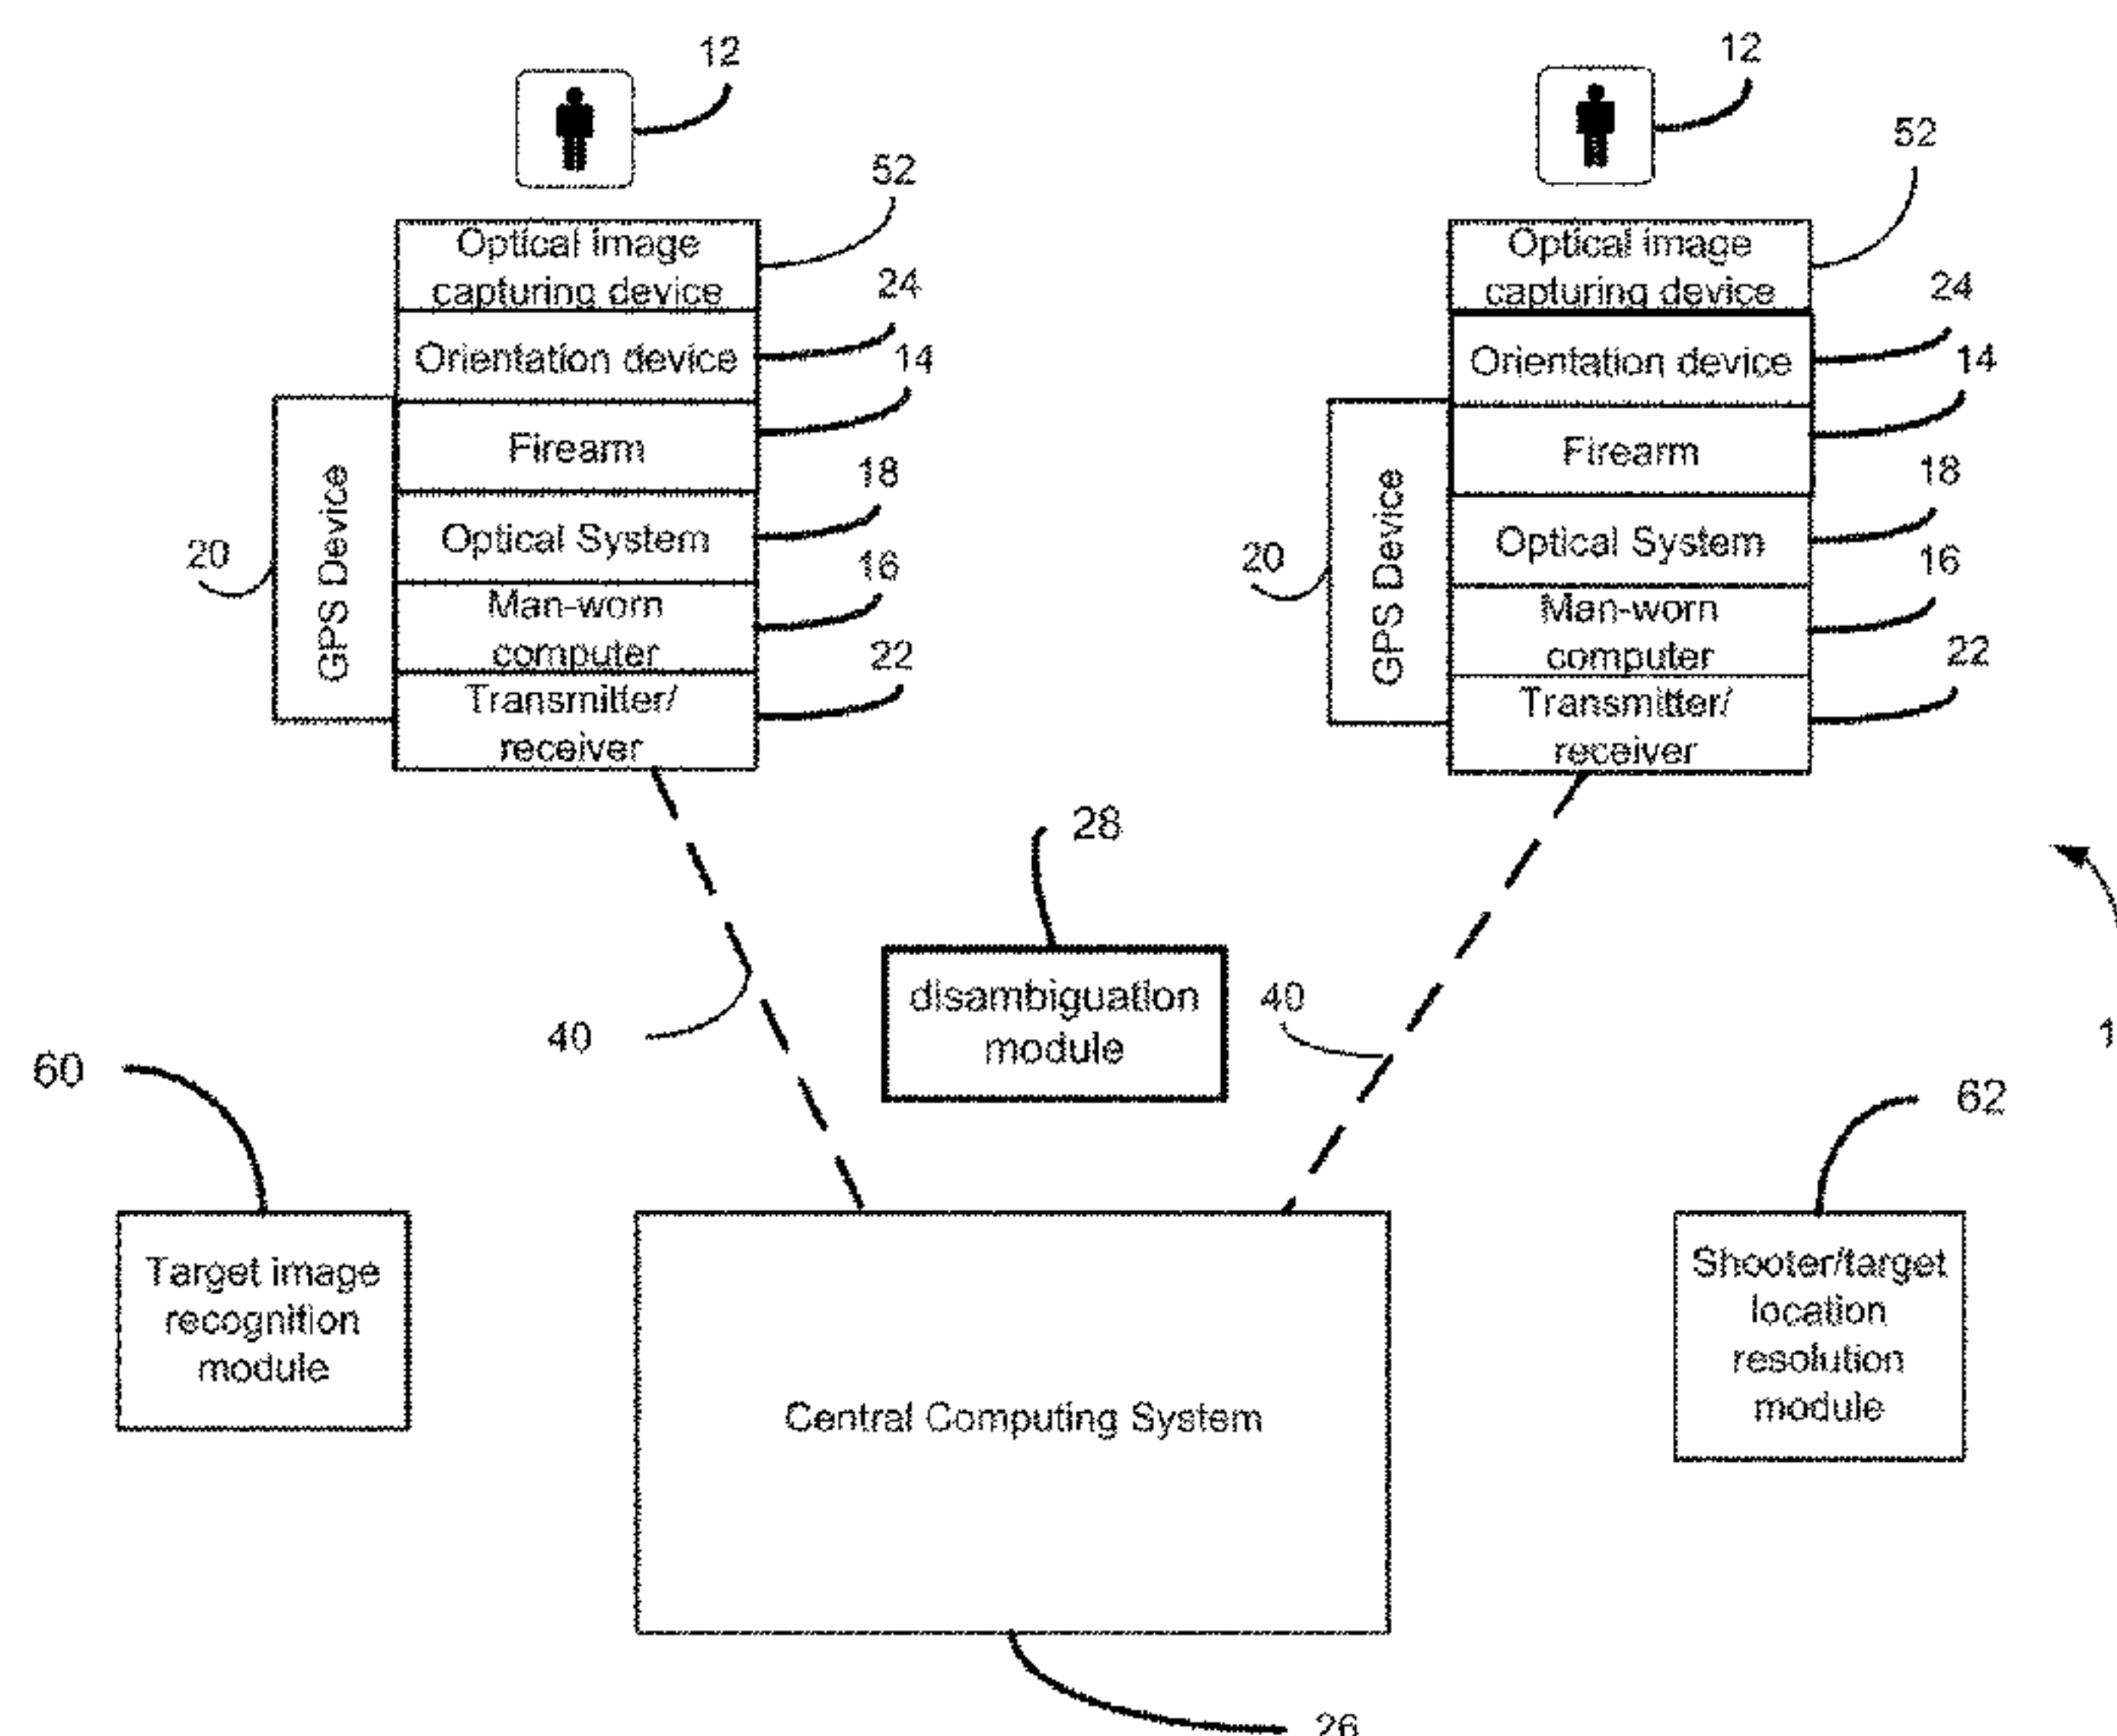 12
52
Optical image
capturing device
24
Orientation device
14
Firearm
18
Optical System
16
Man-worn
computer
22
Transmitter/
receiver
20
GPS Device
12
52
Optical image
capturing device
24
Orientation device
14
Firearm
18
Optical System
16
Man-worn
computer
22
Transmitter/
receiver
20
GPS Device
28
disambiguation
module
40
40
60
Target image
recognition
module
Central Computing System
62
Shooter/target
location
resolution
module
26